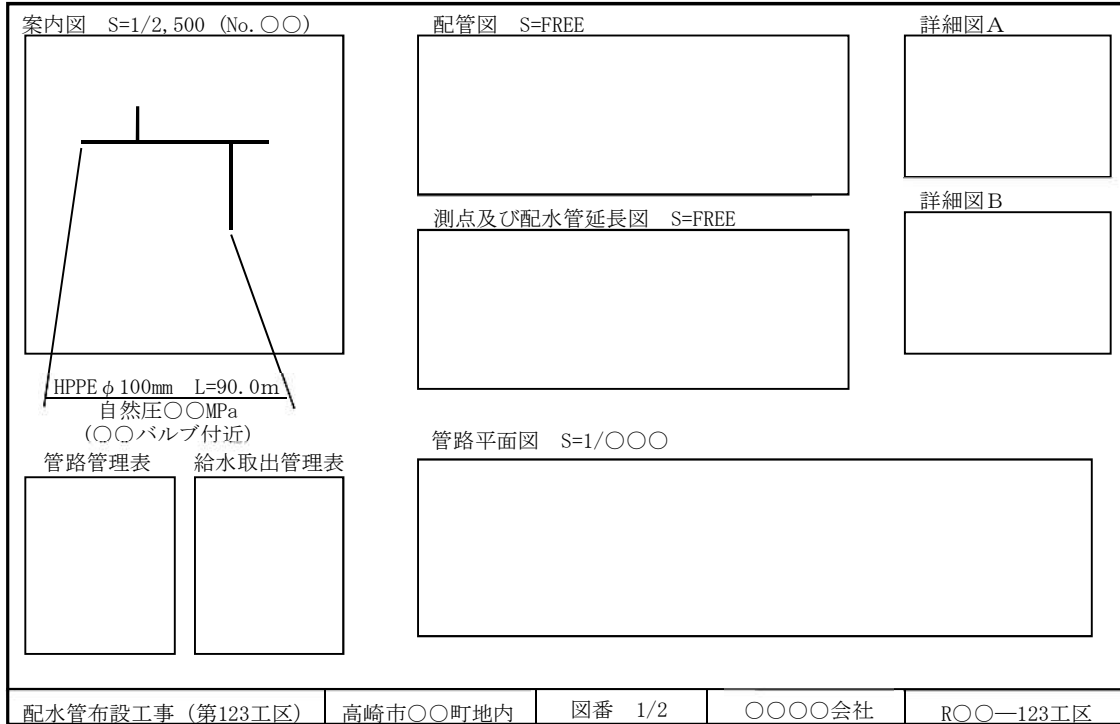 案内図　S=1/2,500 (No.○○)
配管図　S=FREE
詳細図A
測点及び配水管延長図　S=FREE
詳細図B
HPPEφ100mm　L=90.0m
自然圧○○MPa
(○○バルブ付近)
管路管理表
給水取出管理表
管路平面図　S=1/○○○
配水管布設工事（第123工区）
高崎市○○町地内
図番　1/2
○○○○会社
R○○―123工区